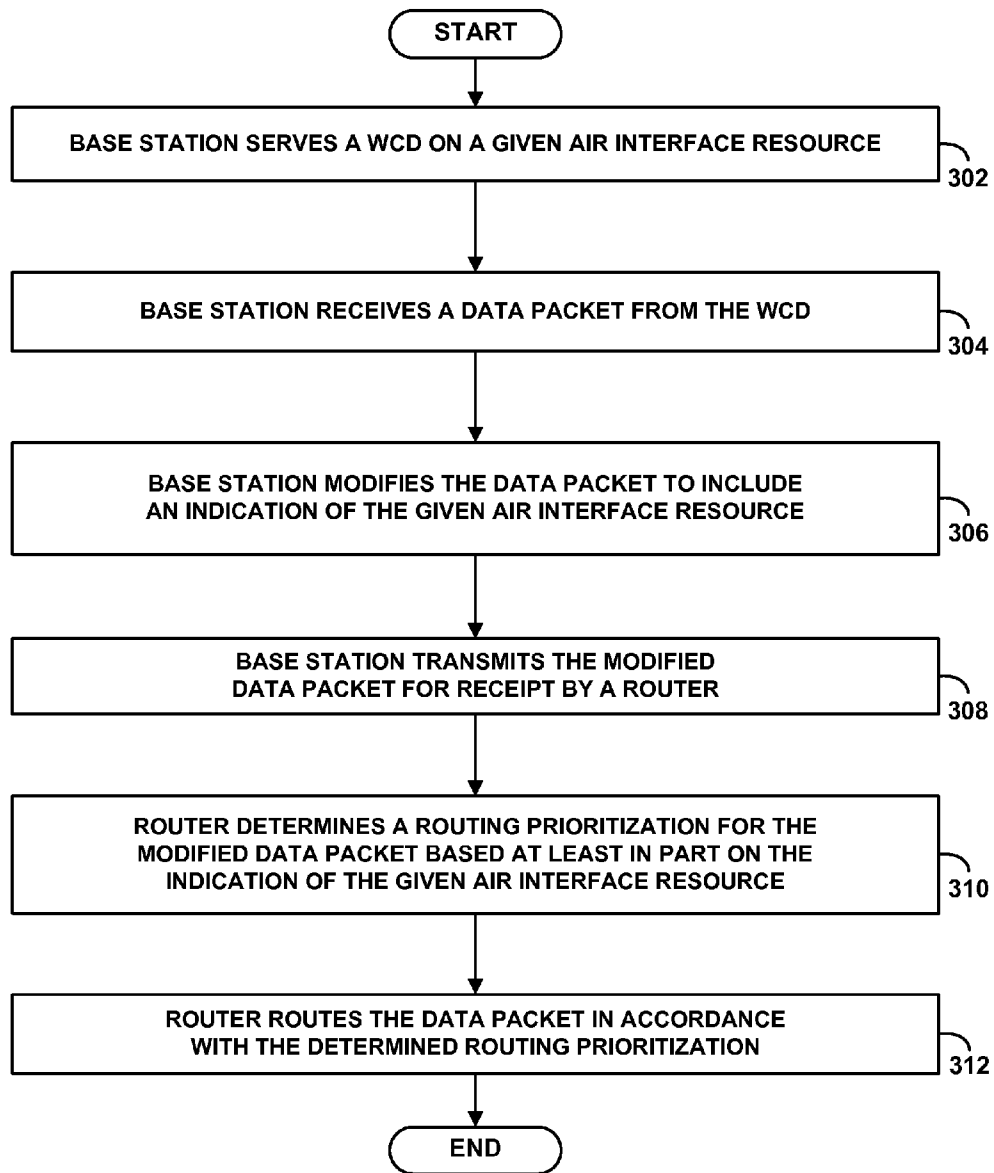 START
BASE STATION SERVES A WCD ON A GIVEN AIR INTERFACE RESOURCE
302
BASE STATION RECEIVES A DATA PACKET FROM THE WCD
304
BASE STATION MODIFIES THE DATA PACKET TO INCLUDE
AN INDICATION OF THE GIVEN AIR INTERFACE RESOURCE
306
BASE STATION TRANSMITS THE MODIFIED
DATA PACKET FOR RECEIPT BY A ROUTER
308
ROUTER DETERMINES A ROUTING PRIORITIZATION FOR THE
MODIFIED DATA PACKET BASED AT LEAST IN PART ON THE
INDICATION OF THE GIVEN AIR INTERFACE RESOURCE
310
ROUTER ROUTES THE DATA PACKET IN ACCORDANCE
WITH THE DETERMINED ROUTING PRIORITIZATION
312
END